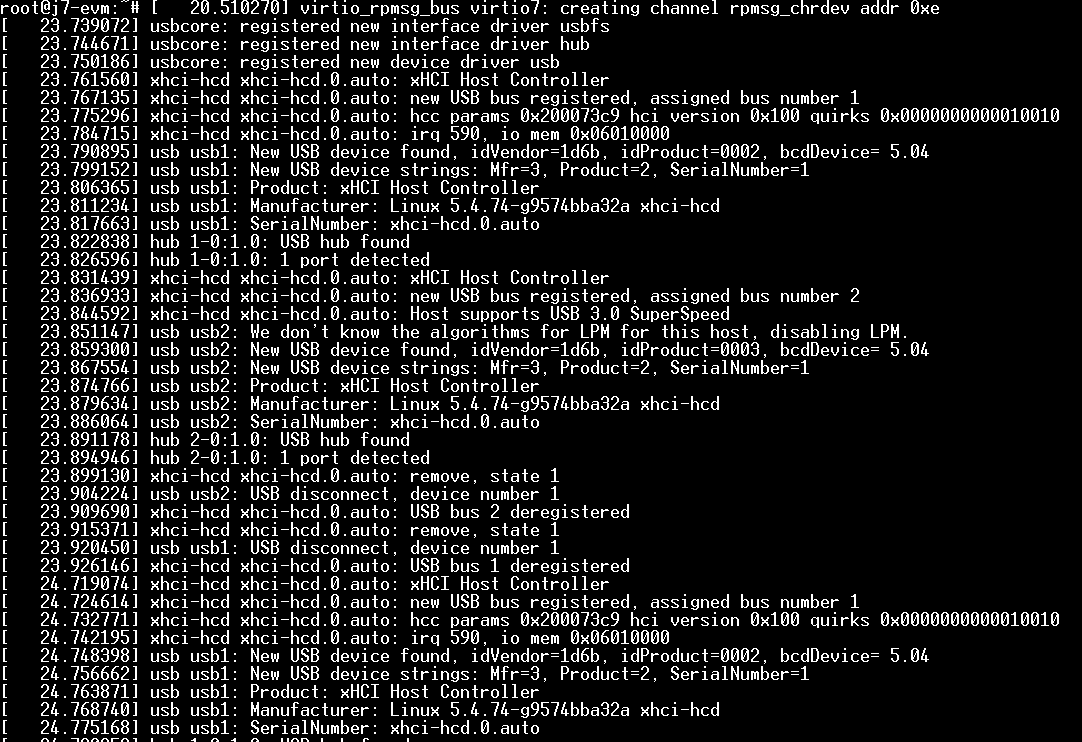 root@j7-evm:~# [   20.510270] virtio_rpmsg_bus virtio7: creating channel rpmsg_chrdev addr 0xe
[   23.739072] usbcore: registered new interface driver usbfs
[   23.744671] usbcore: registered new interface driver hub
[   23.750186] usbcore: registered new device driver usb
[   23.761560] xhci-hcd xhci-hcd.0.auto: xHCI Host Controller
[   23.767135] xhci-hcd xhci-hcd.0.auto: new USB bus registered, assigned bus number 1
[   23.775296] xhci-hcd xhci-hcd.0.auto: hcc params 0x200073c9 hci version 0x100 quirks 0x0000000000010010
[   23.784715] xhci-hcd xhci-hcd.0.auto: irq 590, io mem 0x06010000
[   23.790895] usb usb1: New USB device found, idVendor=1d6b, idProduct=0002, bcdDevice= 5.04
[   23.799152] usb usb1: New USB device strings: Mfr=3, Product=2, SerialNumber=1
[   23.806365] usb usb1: Product: xHCI Host Controller
[   23.811234] usb usb1: Manufacturer: Linux 5.4.74-g9574bba32a xhci-hcd
[   23.817663] usb usb1: SerialNumber: xhci-hcd.0.auto
[   23.822838] hub 1-0:1.0: USB hub found
[   23.826596] hub 1-0:1.0: 1 port detected
[   23.831439] xhci-hcd xhci-hcd.0.auto: xHCI Host Controller
[   23.836933] xhci-hcd xhci-hcd.0.auto: new USB bus registered, assigned bus number 2
[   23.844592] xhci-hcd xhci-hcd.0.auto: Host supports USB 3.0 SuperSpeed
[   23.851147] usb usb2: We don't know the algorithms for LPM for this host, disabling LPM.
[   23.859300] usb usb2: New USB device found, idVendor=1d6b, idProduct=0003, bcdDevice= 5.04
[   23.867554] usb usb2: New USB device strings: Mfr=3, Product=2, SerialNumber=1
[   23.874766] usb usb2: Product: xHCI Host Controller
[   23.879634] usb usb2: Manufacturer: Linux 5.4.74-g9574bba32a xhci-hcd
[   23.886064] usb usb2: SerialNumber: xhci-hcd.0.auto
[   23.891178] hub 2-0:1.0: USB hub found
[   23.894946] hub 2-0:1.0: 1 port detected
[   23.899130] xhci-hcd xhci-hcd.0.auto: remove, state 1
[   23.904224] usb usb2: USB disconnect, device number 1
[   23.909690] xhci-hcd xhci-hcd.0.auto: USB bus 2 deregistered
[   23.915371] xhci-hcd xhci-hcd.0.auto: remove, state 1
[   23.920450] usb usb1: USB disconnect, device number 1
[   23.926146] xhci-hcd xhci-hcd.0.auto: USB bus 1 deregistered
[   24.719074] xhci-hcd xhci-hcd.0.auto: xHCI Host Controller
[   24.724614] xhci-hcd xhci-hcd.0.auto: new USB bus registered, assigned bus number 1
[   24.732771] xhci-hcd xhci-hcd.0.auto: hcc params 0x200073c9 hci version 0x100 quirks 0x0000000000010010
[   24.742195] xhci-hcd xhci-hcd.0.auto: irq 590, io mem 0x06010000
[   24.748398] usb usb1: New USB device found, idVendor=1d6b, idProduct=0002, bcdDevice= 5.04
[   24.756662] usb usb1: New USB device strings: Mfr=3, Product=2, SerialNumber=1
[   24.763871] usb usb1: Product: xHCI Host Controller
[   24.768740] usb usb1: Manufacturer: Linux 5.4.74-g9574bba32a xhci-hcd
[   24.775168] usb usb1: SerialNumber: xhci-hcd.0.auto